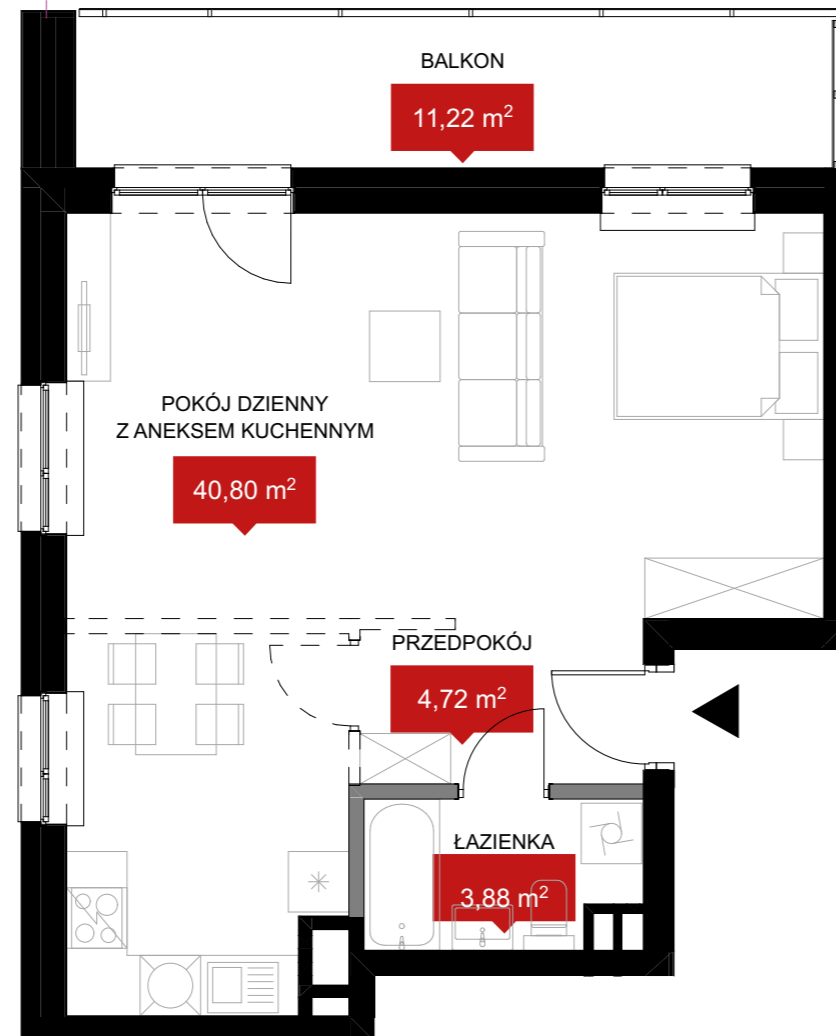 BALKON
11,22 m²
POKÓJ DZIENNY
Z ANEKSEM KUCHENNYM
40,80 m²
PRZEDPOKÓJ
4,72 m²
ŁAZIENKA
3,88 m²